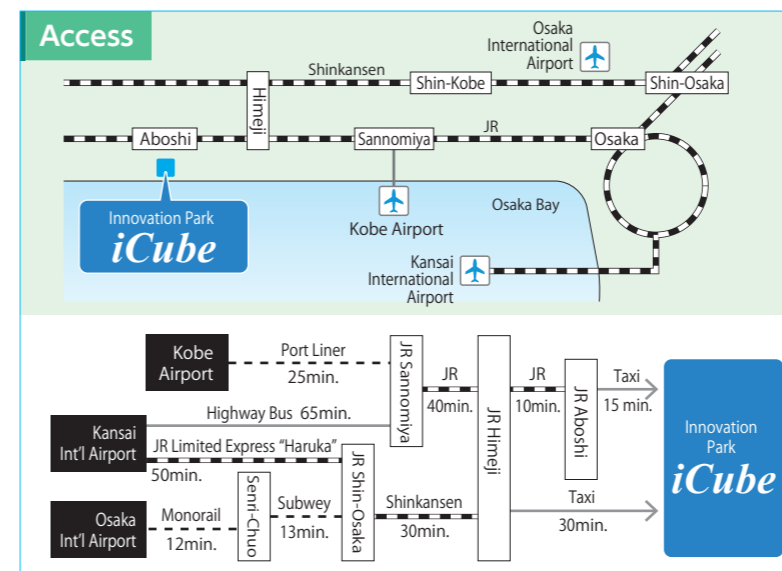 Access
Osaka
International
Airport
Shinkansen
Shin-Kobe
Shin-Osaka
Himeji
Aboshi
Sannomiya
JR
Osaka
Innovation Park
iCube
Kobe Airport
Osaka Bay
Kansai
International
Airport
Kobe
Airport
Port Liner
25min.
JR Sannomiya
JR
40min.
JR Himeji
JR
10min.
JR Aboshi
Taxi
15 min.
Kansai
Int'l Airport
Highway Bus 65min.
JR Limited Express “Haruka”
50min.
JR Shin-Osaka
Osaka
Int'l Airport
Monorail
12min.
Senri-Chuo
Subwey
13min.
Shinkansen
30min.
Taxi
30min.
Innovation
Park
iCube